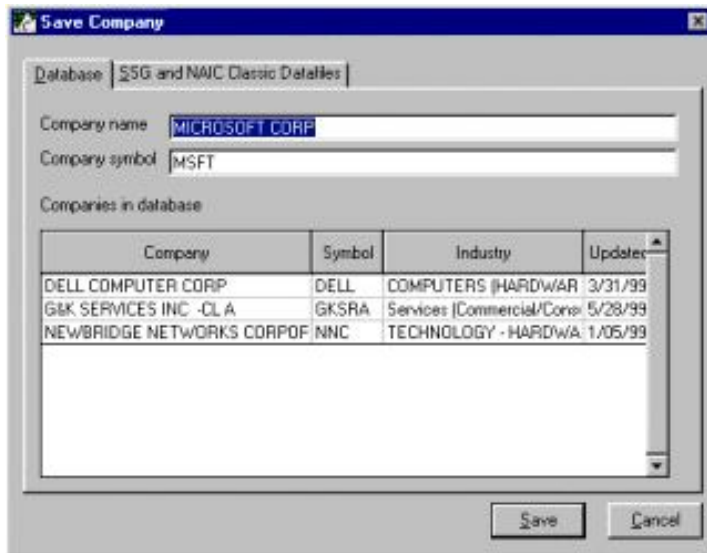 Save Company
Database SSG and NAIC Classic Datafiles
Company name MICROSOFT CORP
Company symbol MSFT
Companies in database
Company Symbol Industry Updated
DELL COMPUTER CORP DELL COMPUTERS (HARDWAR 3/31/99
G&K SERVICES INC -CL A GKSRA Services (Commercial/Cons 5/28/99
NEWBRIDGE NETWORKS CORPOF NNC TECHNOLOGY - HARDWA 1/05/99
Save Cancel